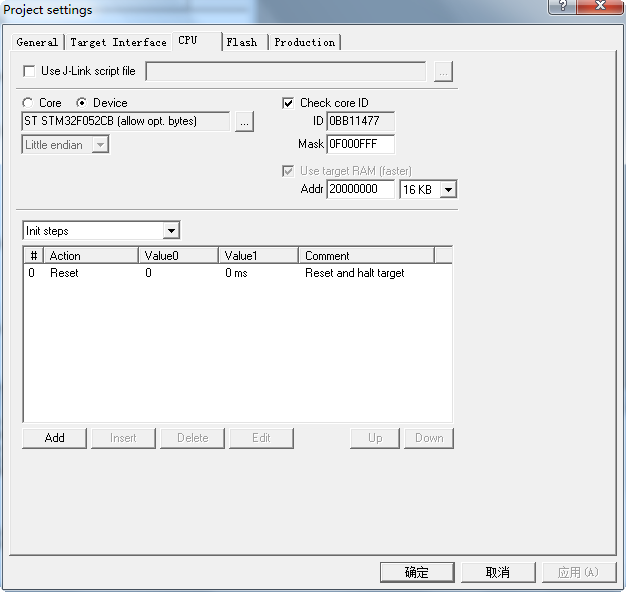 Project settings
General Target Interface CPU Flash Production
Use J-Link script file ...
Core Device Check core ID
ST STM32F052CB (allow opt. bytes) ... ID 0BB11477
Little endian Mask 0F000FFF
Use target RAM (faster)
Addr 20000000 16 KB
Init steps
# Action Value0 Value1 Comment
0 Reset 0 0 ms Reset and halt target
Add Insert Delete Edit Up Down
确定 取消 应用(A)